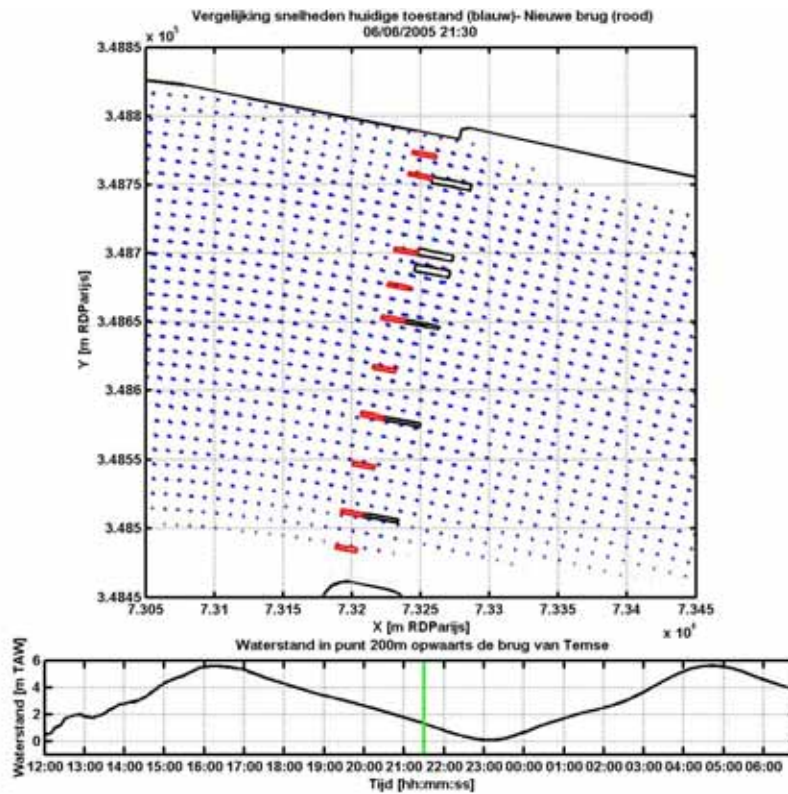 Vergelijking snelheden huidige toestand (blauw)- Nieuwe brug (rood)
06/06/2005 21:30
x 10⁵
3.4885
3.488
3.4875
3.487
3.4865
3.486
3.4855
3.485
3.4845
Y [m RDParijs]
7.305 7.31 7.315 7.32 7.325 7.33 7.335 7.34 7.345
X [m RDParijs]
Waterstand in punt 200m opwaarts de brug van Temse
Waterstand [m TAW]
6
4
2
0
12:00 13:00 14:00 15:00 16:00 17:00 18:00 19:00 20:00 21:00 22:00 23:00 00:00 01:00 02:00 03:00 04:00 05:00 06:00
Tijd [hh:mm:ss]